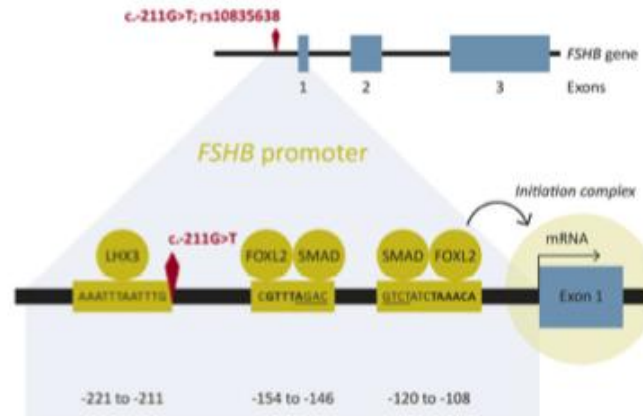 c.-211G>T; rs10835638
FSHB gene
1 2 3 Exons
FSHB promoter
Initiation complex
c.-211G>T
mRNA
LHX3 FOXL2 SMAD SMAD FOXL2
AAATTTAATTTG CGTTTAGAC GTCTATCTAAACA Exon 1
-221 to -211 -154 to -146 -120 to -108